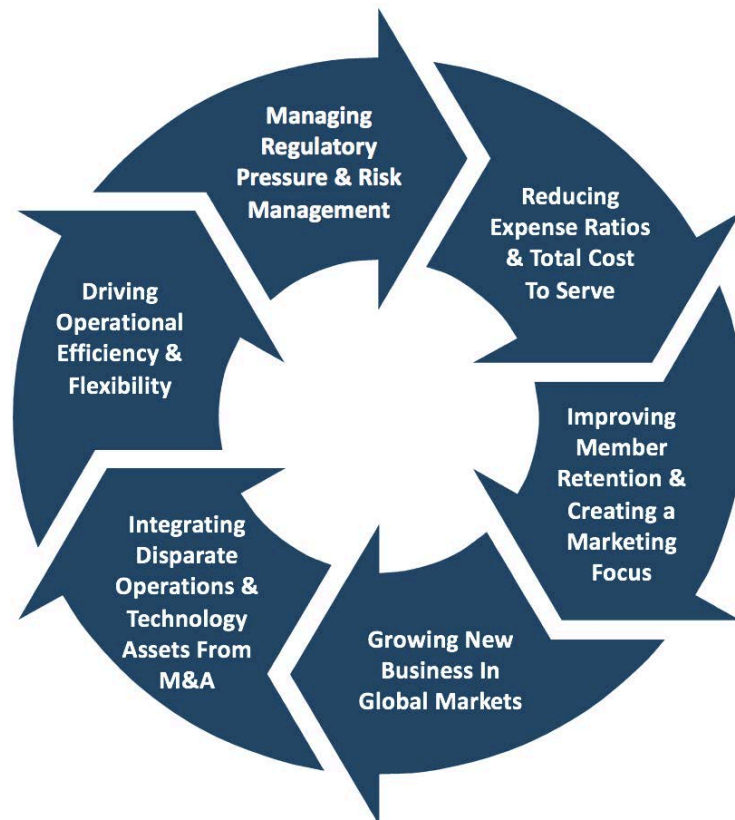 Managing
Regulatory
Pressure & Risk
Management
Reducing
Expense Ratios
& Total Cost
To Serve
Improving
Member
Retention &
Creating a
Marketing
Focus
Growing New
Business In
Global Markets
Integrating
Disparate
Operations &
Technology
Assets From
M&A
Driving
Operational
Efficiency &
Flexibility